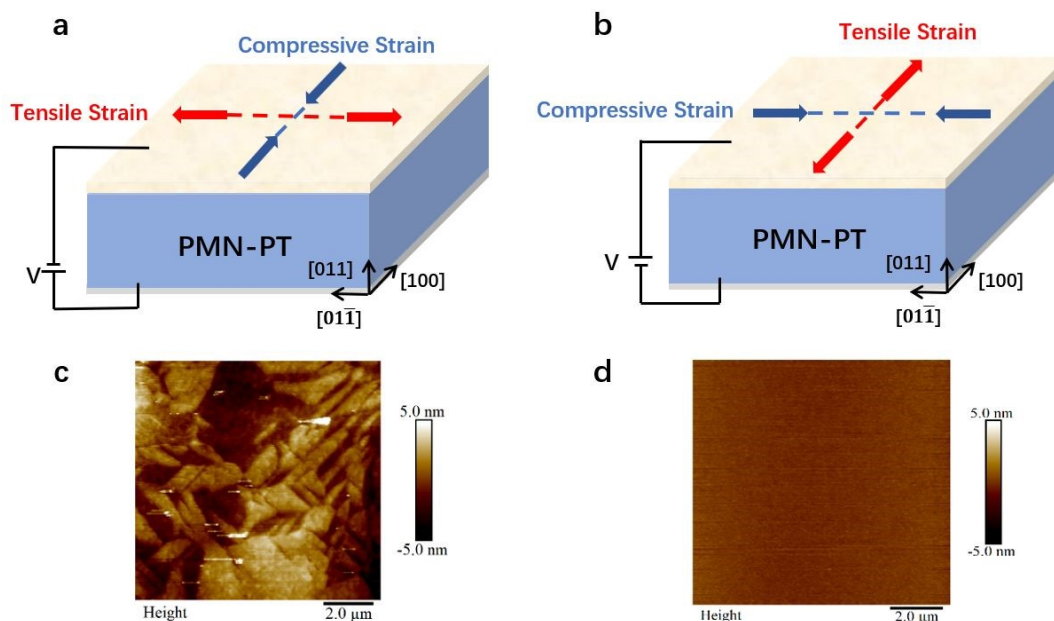 a
Compressive Strain
Tensile Strain
PMN-PT
V
[011]
[100]
[011̅]
b
Tensile Strain
Compressive Strain
PMN-PT
V
[011]
[100]
[011̅]
c
5.0 nm
-5.0 nm
Height
2.0 µm
d
5.0 nm
-5.0 nm
Height
2.0 µm